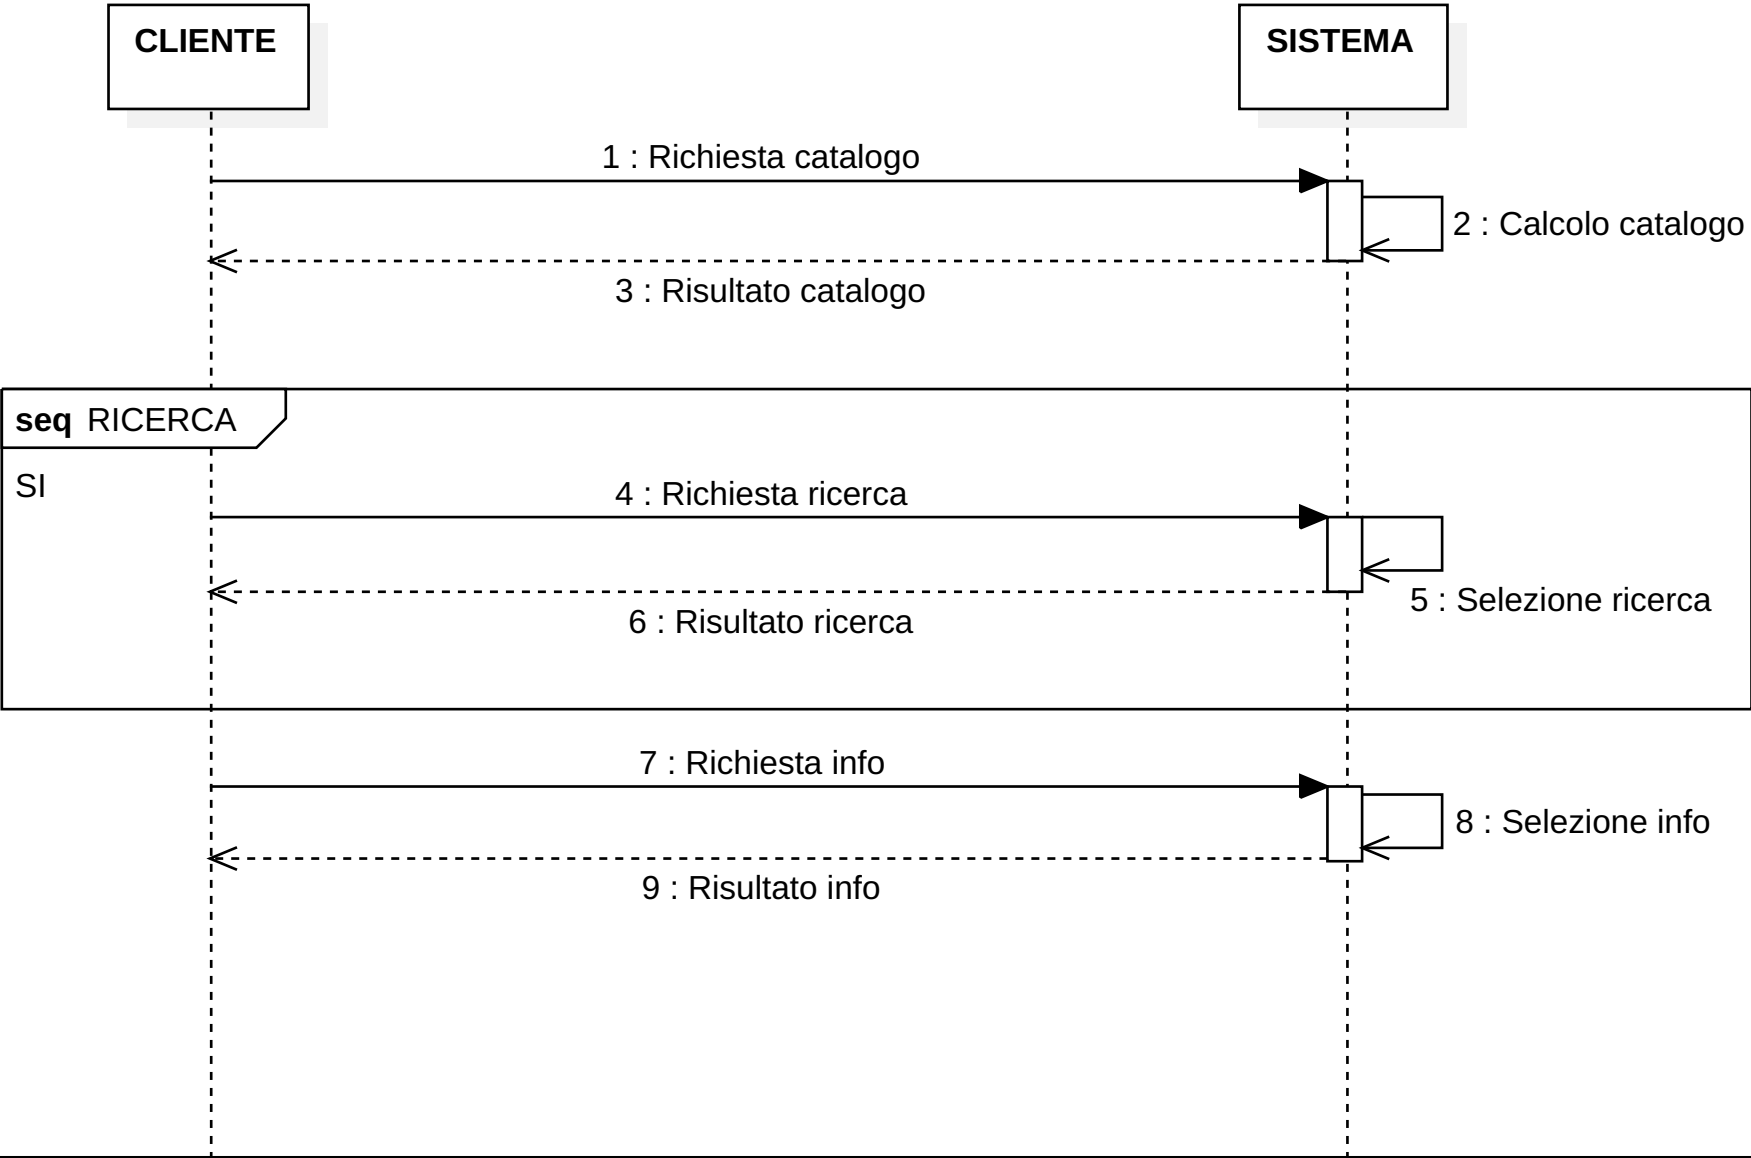 CLIENTE
SISTEMA
1 : Richiesta catalogo
2 : Calcolo catalogo
3 : Risultato catalogo
seq RICERCA
SI
4 : Richiesta ricerca
5 : Selezione ricerca
6 : Risultato ricerca
7 : Richiesta info
8 : Selezione info
9 : Risultato info